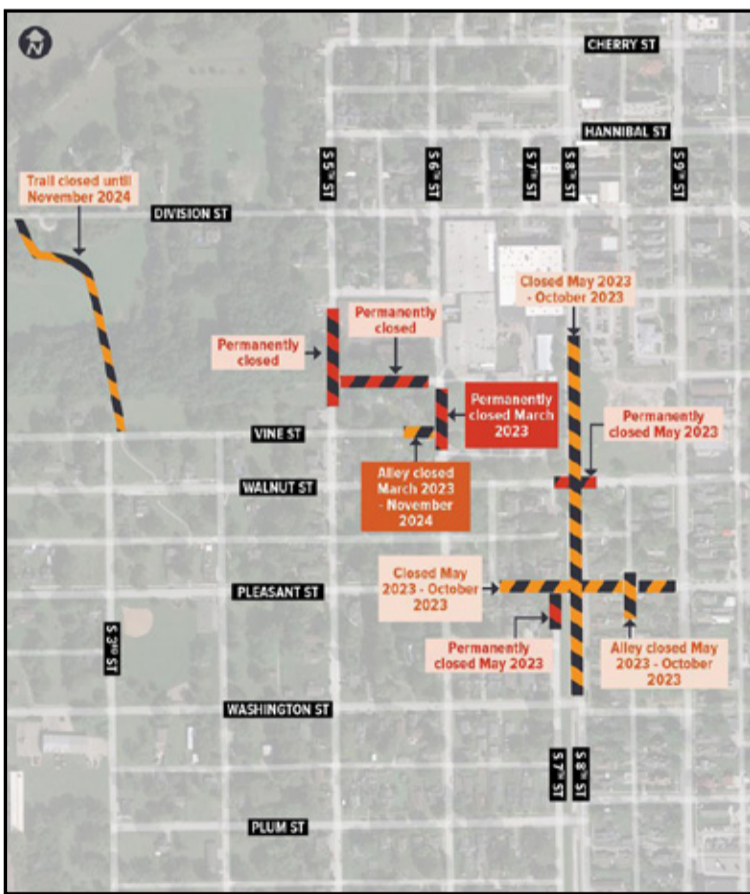 N
CHERRY ST
HANNIBAL ST
S 5TH ST
S 6TH ST
S 7TH ST
S 8TH ST
S 9TH ST
Trail closed until
November 2024
DIVISION ST
Closed May 2023
- October 2023
Permanently
closed
Permanently
closed
Permanently
closed March
2023
Permanently
closed May 2023
VINE ST
Alley closed
March 2023
- November
2024
WALNUT ST
Closed May
2023 - October
2023
PLEASANT ST
S 3RD ST
Permanently
closed May 2023
Alley closed May
2023 - October
2023
WASHINGTON ST
S 7TH ST
S 8TH ST
PLUM ST